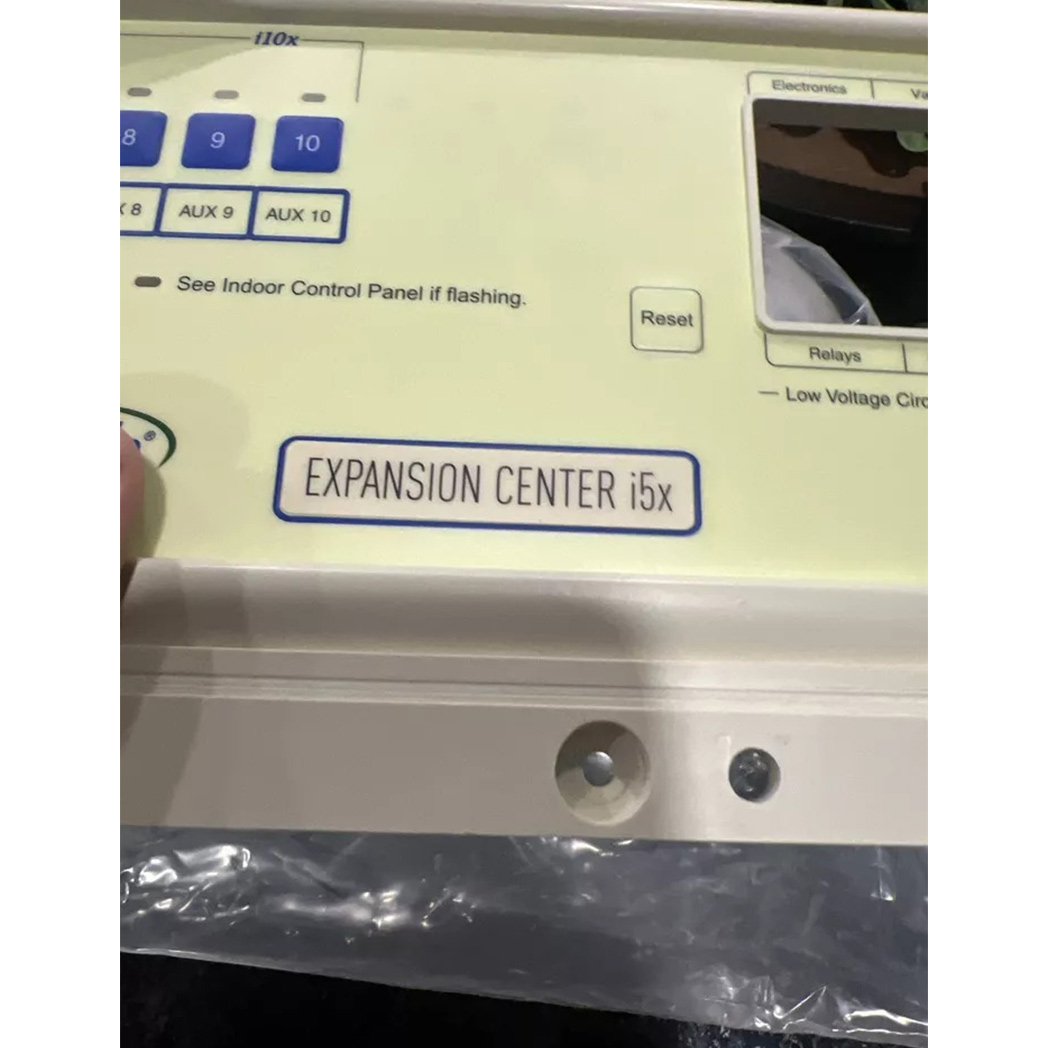 i10x
Electronics
8 9 10
8 AUX 9 AUX 10
See Indoor Control Panel if flashing.
Reset
Relays
— Low Voltage
®
EXPANSION CENTER i5x